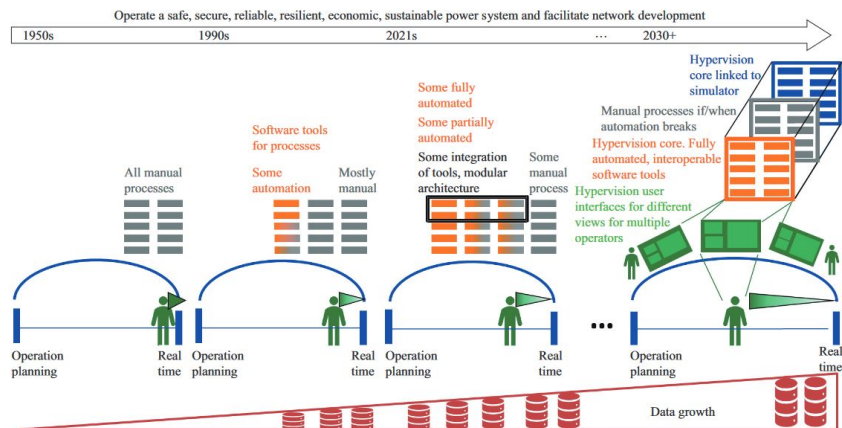 Operate a safe, secure, reliable, resilient, economic, sustainable power system and facilitate network development
1950s
1990s
2021s
...
2030+
Hypervision
core linked to
simulator
Some fully
automated
Some partially
automated
Manual processes if/when
automation breaks
Software tools
for processes
Hypervision core. Fully
automated, interoperable
software tools
All manual
processes
Some
automation
Mostly
manual
Some integration
of tools, modular
architecture
Some
manual
process
Hypervision user
interfaces for different
views for multiple
operators
...
Operation
planning
Real
time
Operation
planning
Real
time
Operation
planning
Real
time
Operation
planning
Real
time
Data growth